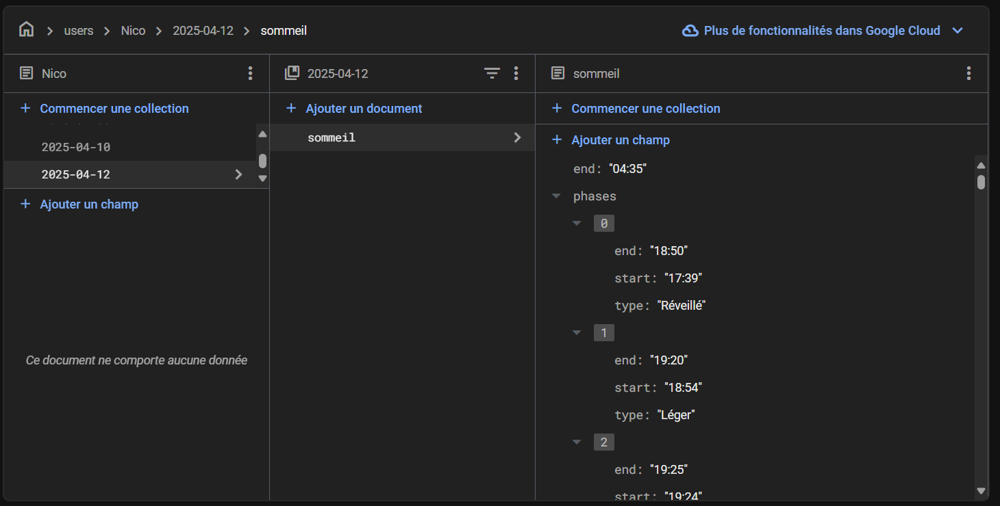 users > Nico > 2025-04-12 > sommeil
Plus de fonctionnalités dans Google Cloud
Nico
+ Commencer une collection
2025-04-10
2025-04-12
+ Ajouter un champ
Ce document ne comporte aucune donnée
2025-04-12
+ Ajouter un document
sommeil
sommeil
+ Commencer une collection
+ Ajouter un champ
end: "04:35"
phases
0
end: "18:50"
start: "17:39"
type: "Réveillé"
1
end: "19:20"
start: "18:54"
type: "Léger"
2
end: "19:25"
start: "19:24"